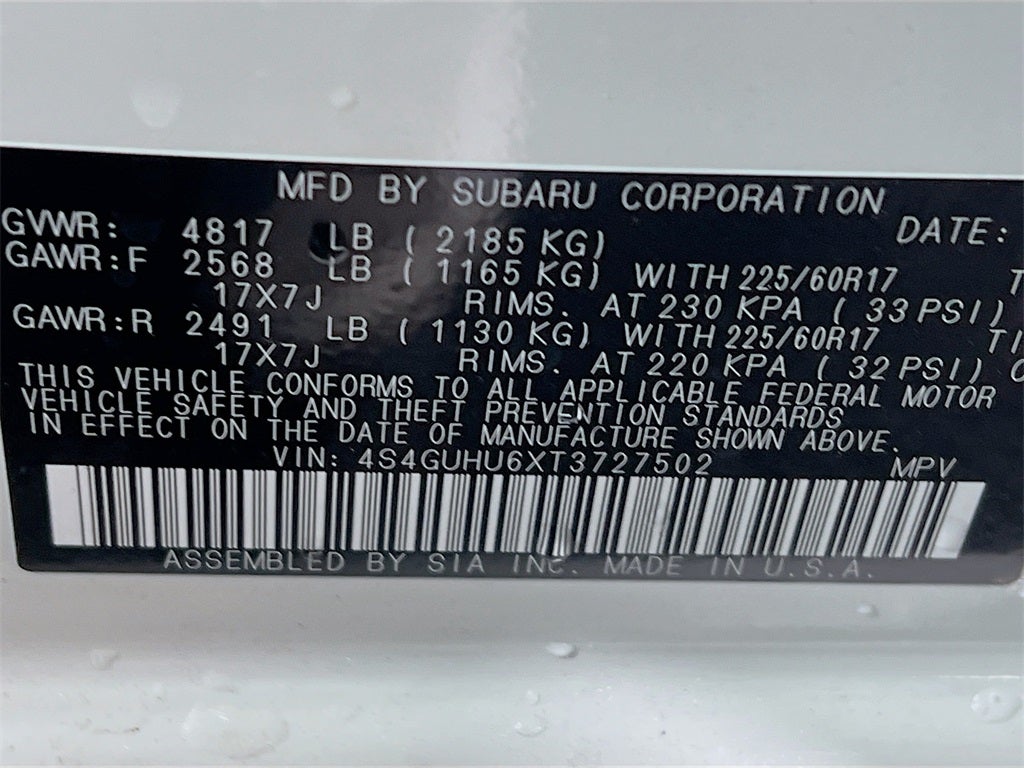 MFD BY SUBARU CORPORATION
GVWR: 4817 LB ( 2185 KG) DATE:
GAWR:F 2568 LB ( 1165 KG) WITH 225/60R17
17X7J RIMS. AT 230 KPA ( 33 PSI)
GAWR:R 2491 LB ( 1130 KG) WITH 225/60R17
17X7J RIMS. AT 220 KPA ( 32 PSI)
THIS VEHICLE CONFORMS TO ALL APPLICABLE FEDERAL MOTOR
VEHICLE SAFETY AND THEFT PREVENTION STANDARDS
IN EFFECT ON THE DATE OF MANUFACTURE SHOWN ABOVE.
VIN: 4S4GUHU6XT3727502 MPV
ASSEMBLED BY SIA INC. MADE IN U.S.A.